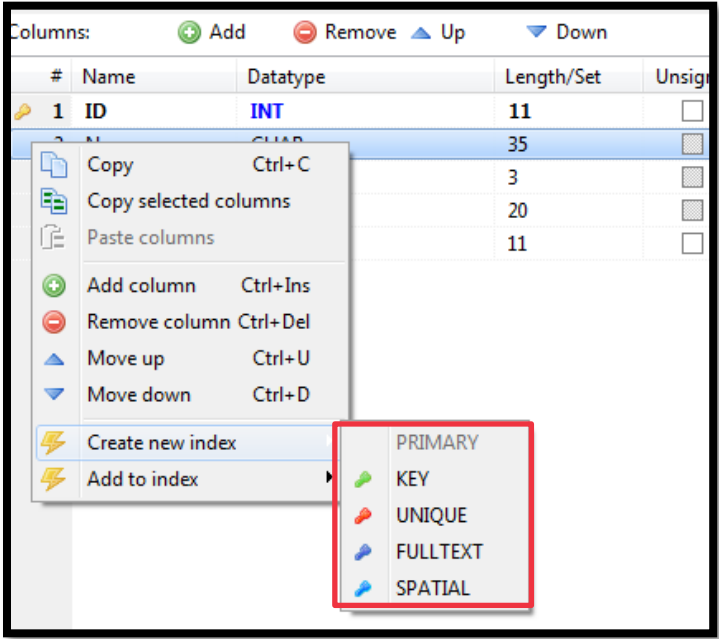 Columns: Add Remove Up Down
# Name Datatype Length/Set Unsig
1 ID INT 11
35
Copy Ctrl+C
3
Copy selected columns
20
Paste columns
11
Add column Ctrl+Ins
Remove column Ctrl+Del
Move up Ctrl+U
Move down Ctrl+D
Create new index
PRIMARY
Add to index
KEY
UNIQUE
FULLTEXT
SPATIAL